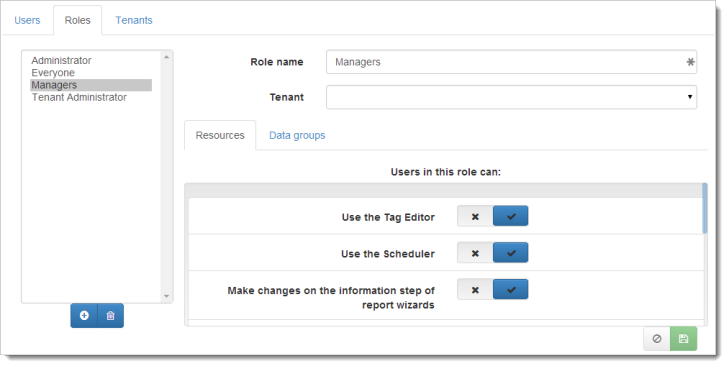 Users Roles Tenants
Administrator
Everyone
Managers
Tenant Administrator
Role name Managers
Tenant
Resources Data groups
Users in this role can:
Use the Tag Editor
Use the Scheduler
Make changes on the information step of
report wizards